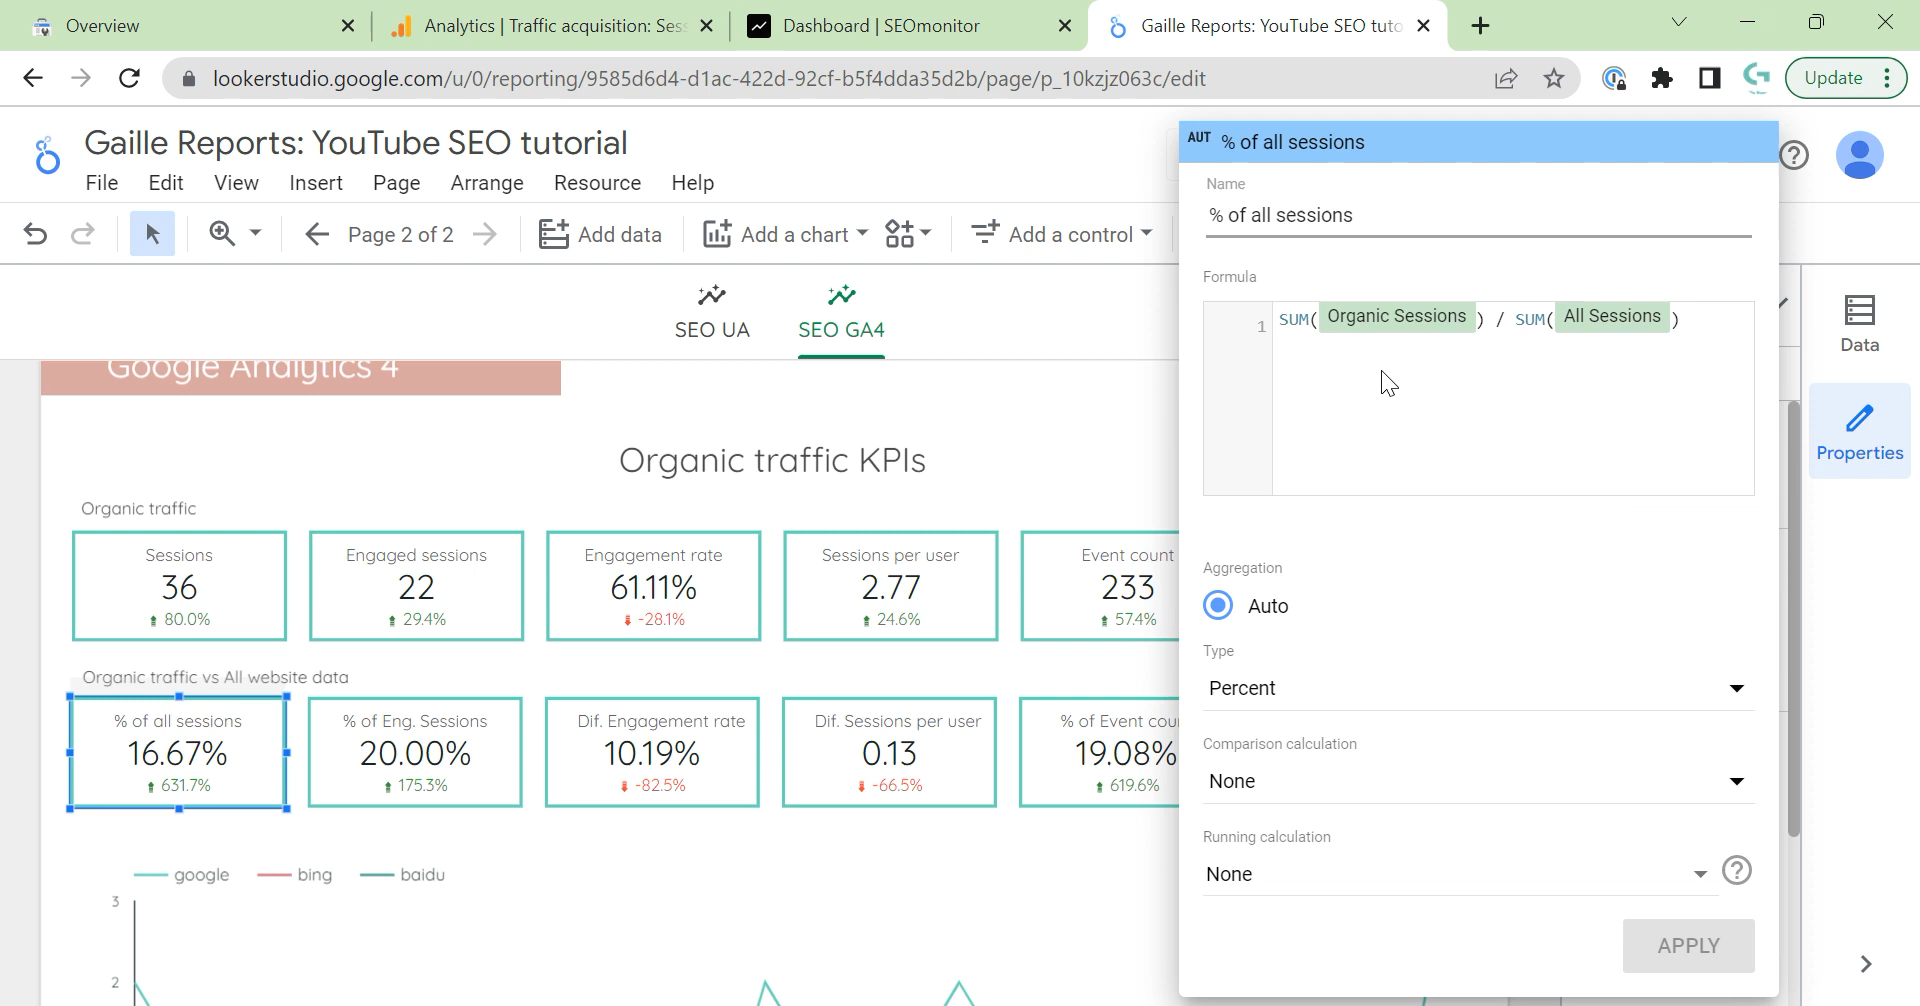 Overview
Analytics | Traffic acquisition: Ses
Dashboard | SEOmonitor
Gaille Reports: YouTube SEO tuto
lookerstudio.google.com/u/0/reporting/9585d6d4-d1ac-422d-92cf-b5f4dda35d2b/page/p_10kzjz063c/edit
Update
Gaille Reports: YouTube SEO tutorial
File Edit View Insert Page Arrange Resource Help
Page 2 of 2
Add data
Add a chart
Add a control
SEO UA
SEO GA4
Google Analytics 4
Organic traffic KPIs
Organic traffic
Sessions
36
80.0%
Engaged sessions
22
29.4%
Engagement rate
61.11%
-28.1%
Sessions per user
2.77
24.6%
Event count
233
57.4%
Organic traffic vs All website data
% of all sessions
16.67%
631.7%
% of Eng. Sessions
20.00%
175.3%
Dif. Engagement rate
10.19%
-82.5%
Dif. Sessions per user
0.13
-66.5%
% of Event cou
19.08%
619.6%
google bing baidu
3
2
AUT % of all sessions
Name
% of all sessions
Formula
1 SUM( Organic Sessions ) / SUM( All Sessions )
Aggregation
Auto
Type
Percent
Comparison calculation
None
Running calculation
None
APPLY
Data
Properties